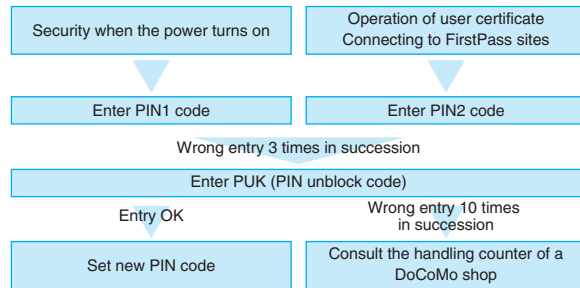 Security when the power turns on
Operation of user certificate
Connecting to FirstPass sites
Enter PIN1 code
Enter PIN2 code
Wrong entry 3 times in succession
Enter PUK (PIN unblock code)
Entry OK
Wrong entry 10 times
in succession
Set new PIN code
Consult the handling counter of a
DoCoMo shop